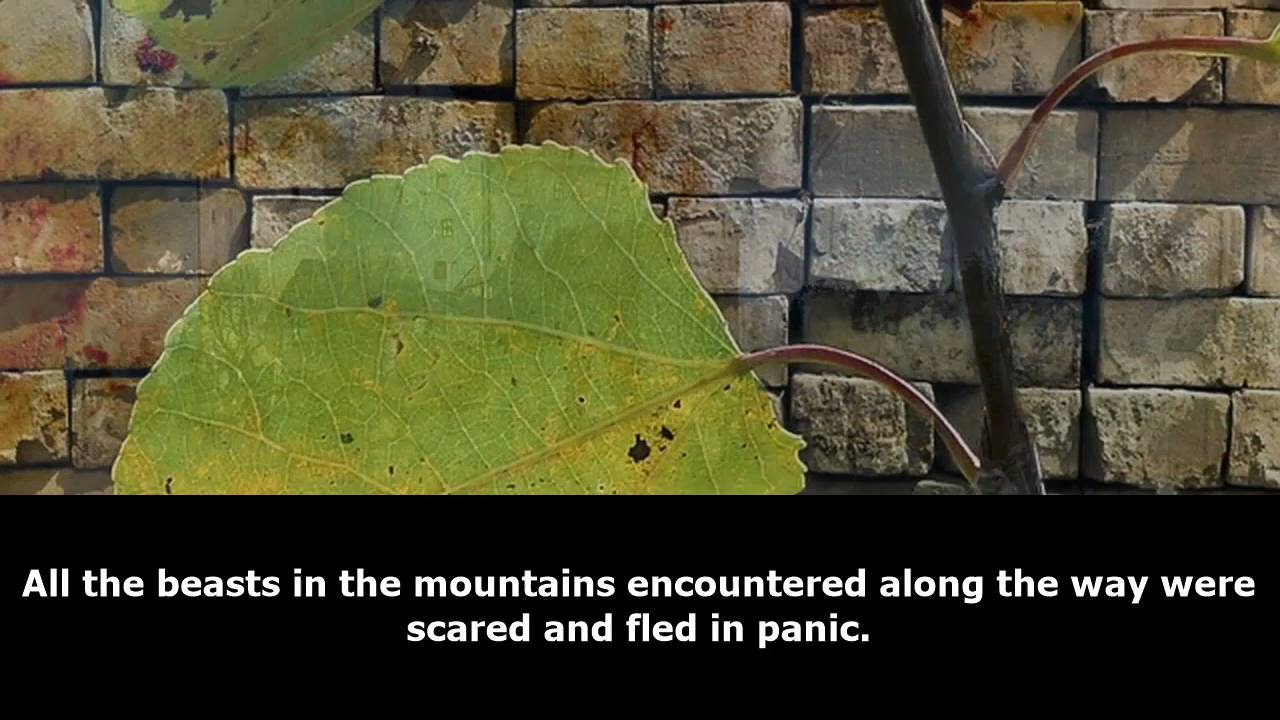 All the beasts in the mountains encountered along the way were
scared and fled in panic.